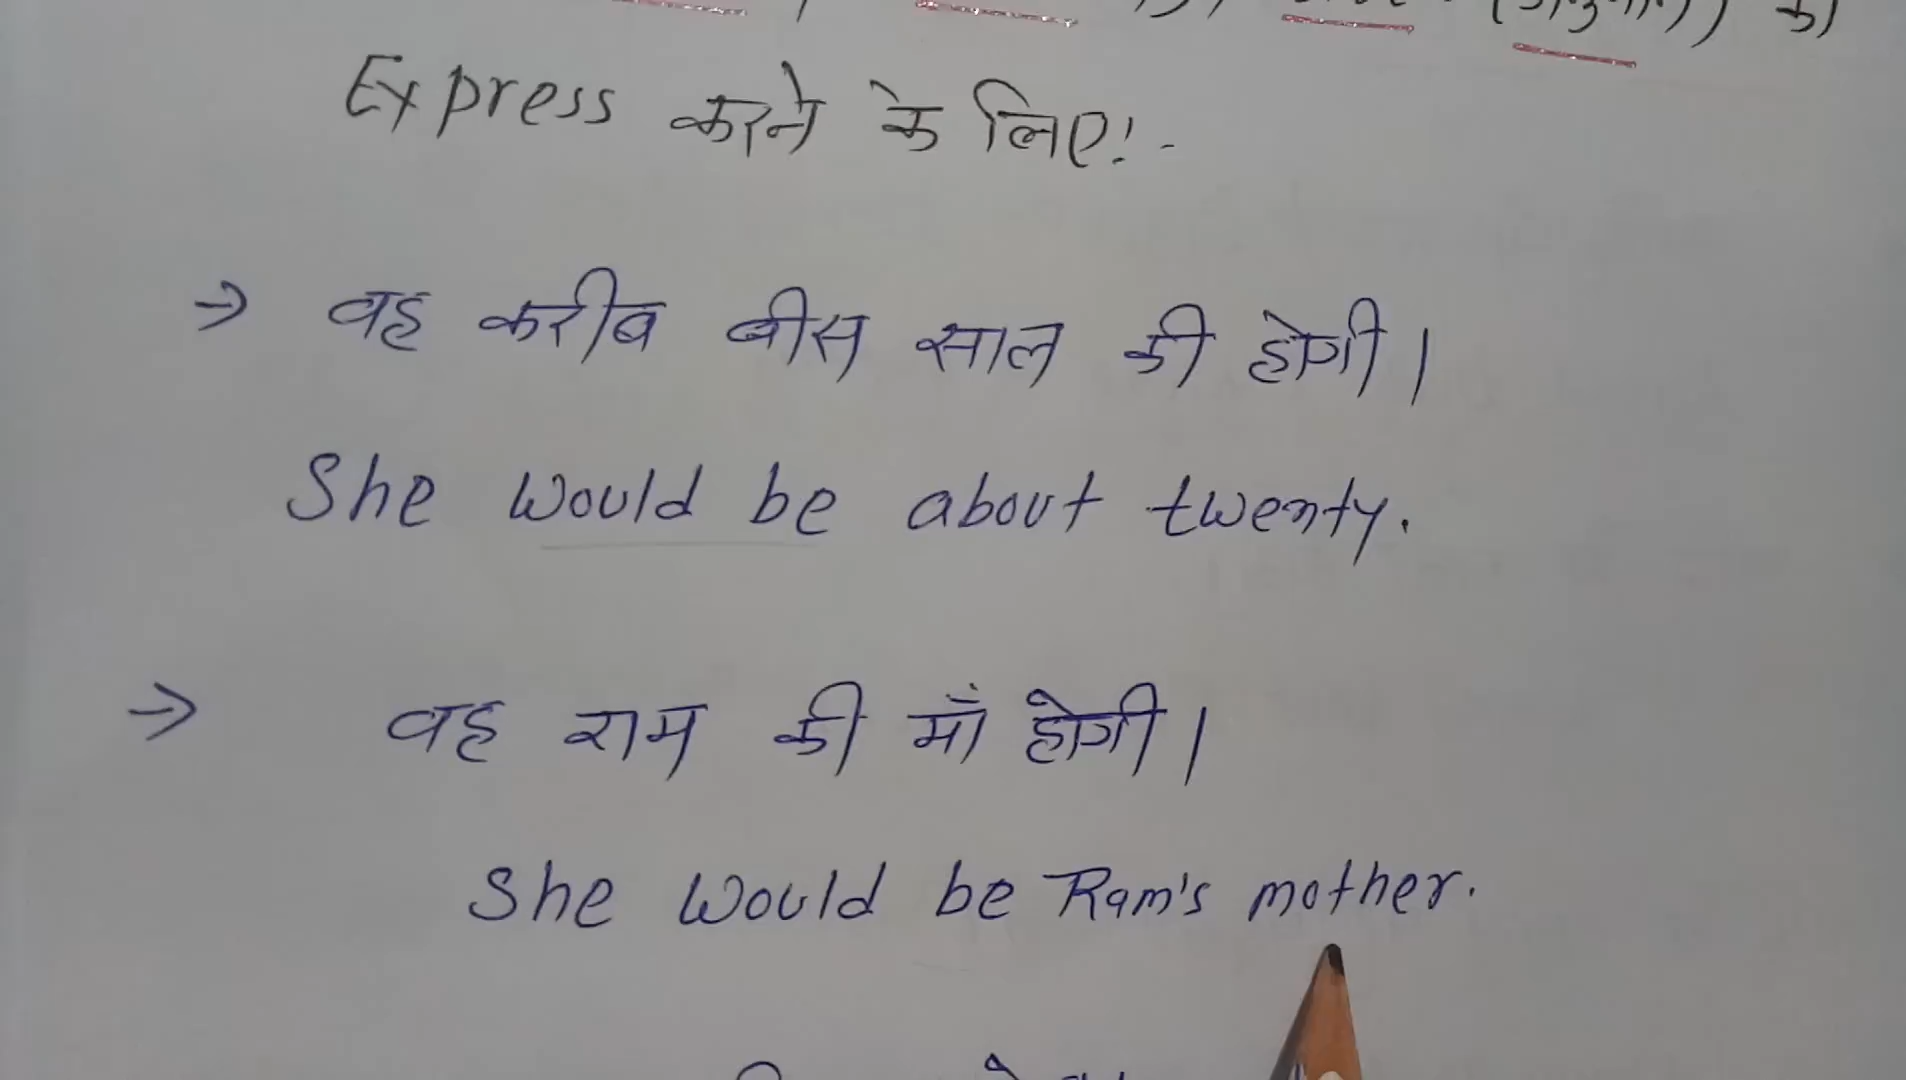 Express करने के लिए:-
→ वह करीब बीस साल की होगी।
She would be about twenty.
→ वह राम की माँ होगी।
She would be Ram's mother.